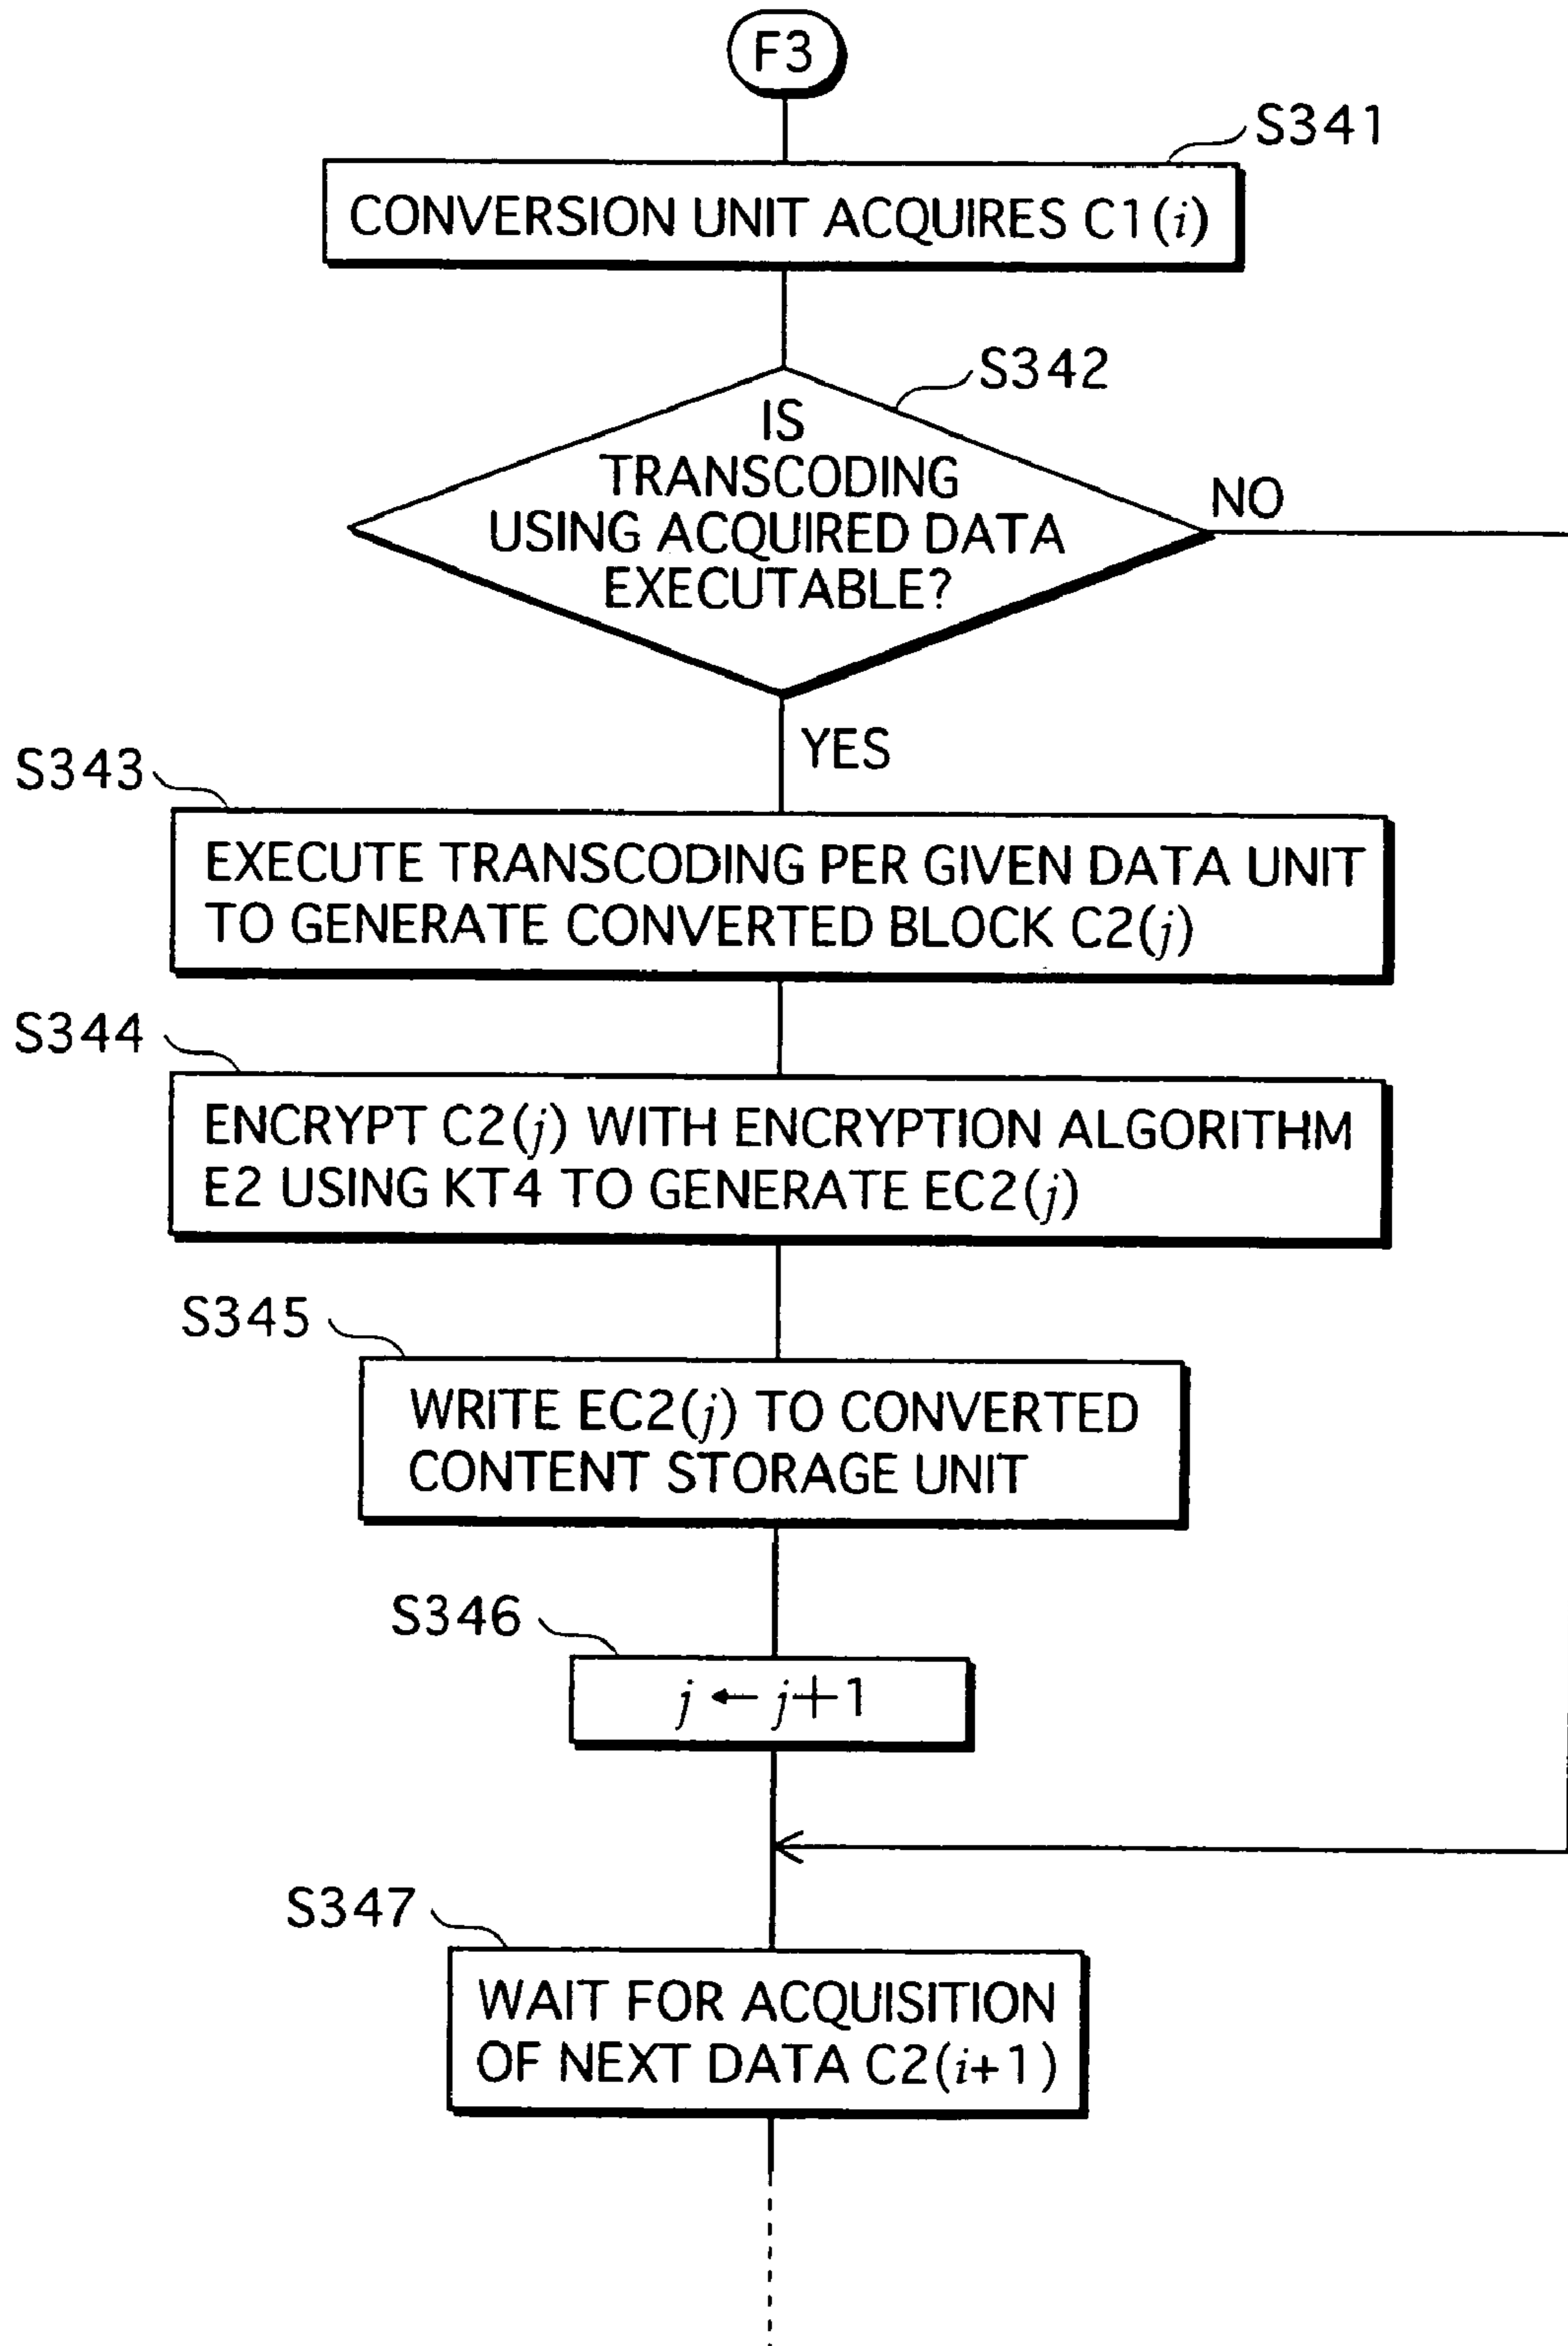 F3
S341
CONVERSION UNIT ACQUIRES C1(i)
S342
IS
TRANSCODING
USING ACQUIRED DATA
EXECUTABLE?
NO
YES
S343
EXECUTE TRANSCODING PER GIVEN DATA UNIT
TO GENERATE CONVERTED BLOCK C2(j)
S344
ENCRYPT C2(j) WITH ENCRYPTION ALGORITHM
E2 USING KT4 TO GENERATE EC2(j)
S345
WRITE EC2(j) TO CONVERTED
CONTENT STORAGE UNIT
S346
j ← j+1
S347
WAIT FOR ACQUISITION
OF NEXT DATA C2(i+1)